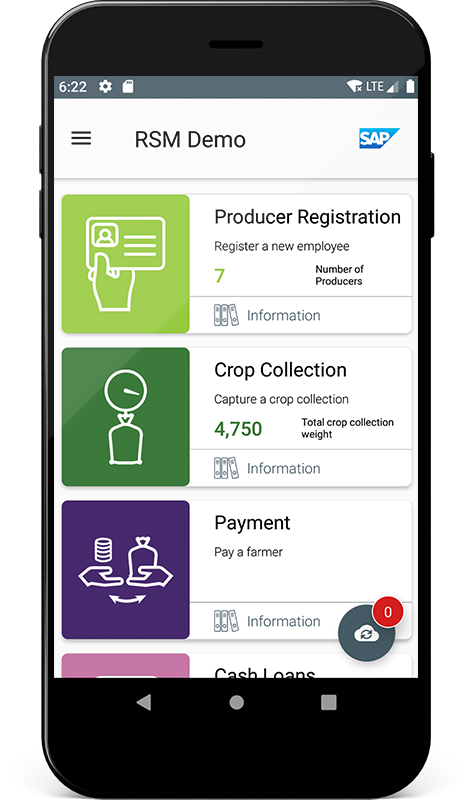 6:22 LTE
RSM Demo SAP
Producer Registration
Register a new employee
7 Number of
Producers
Information
Crop Collection
Capture a crop collection
4,750 Total crop collection
weight
Information
Payment
Pay a farmer
Information
0
Cash Loans